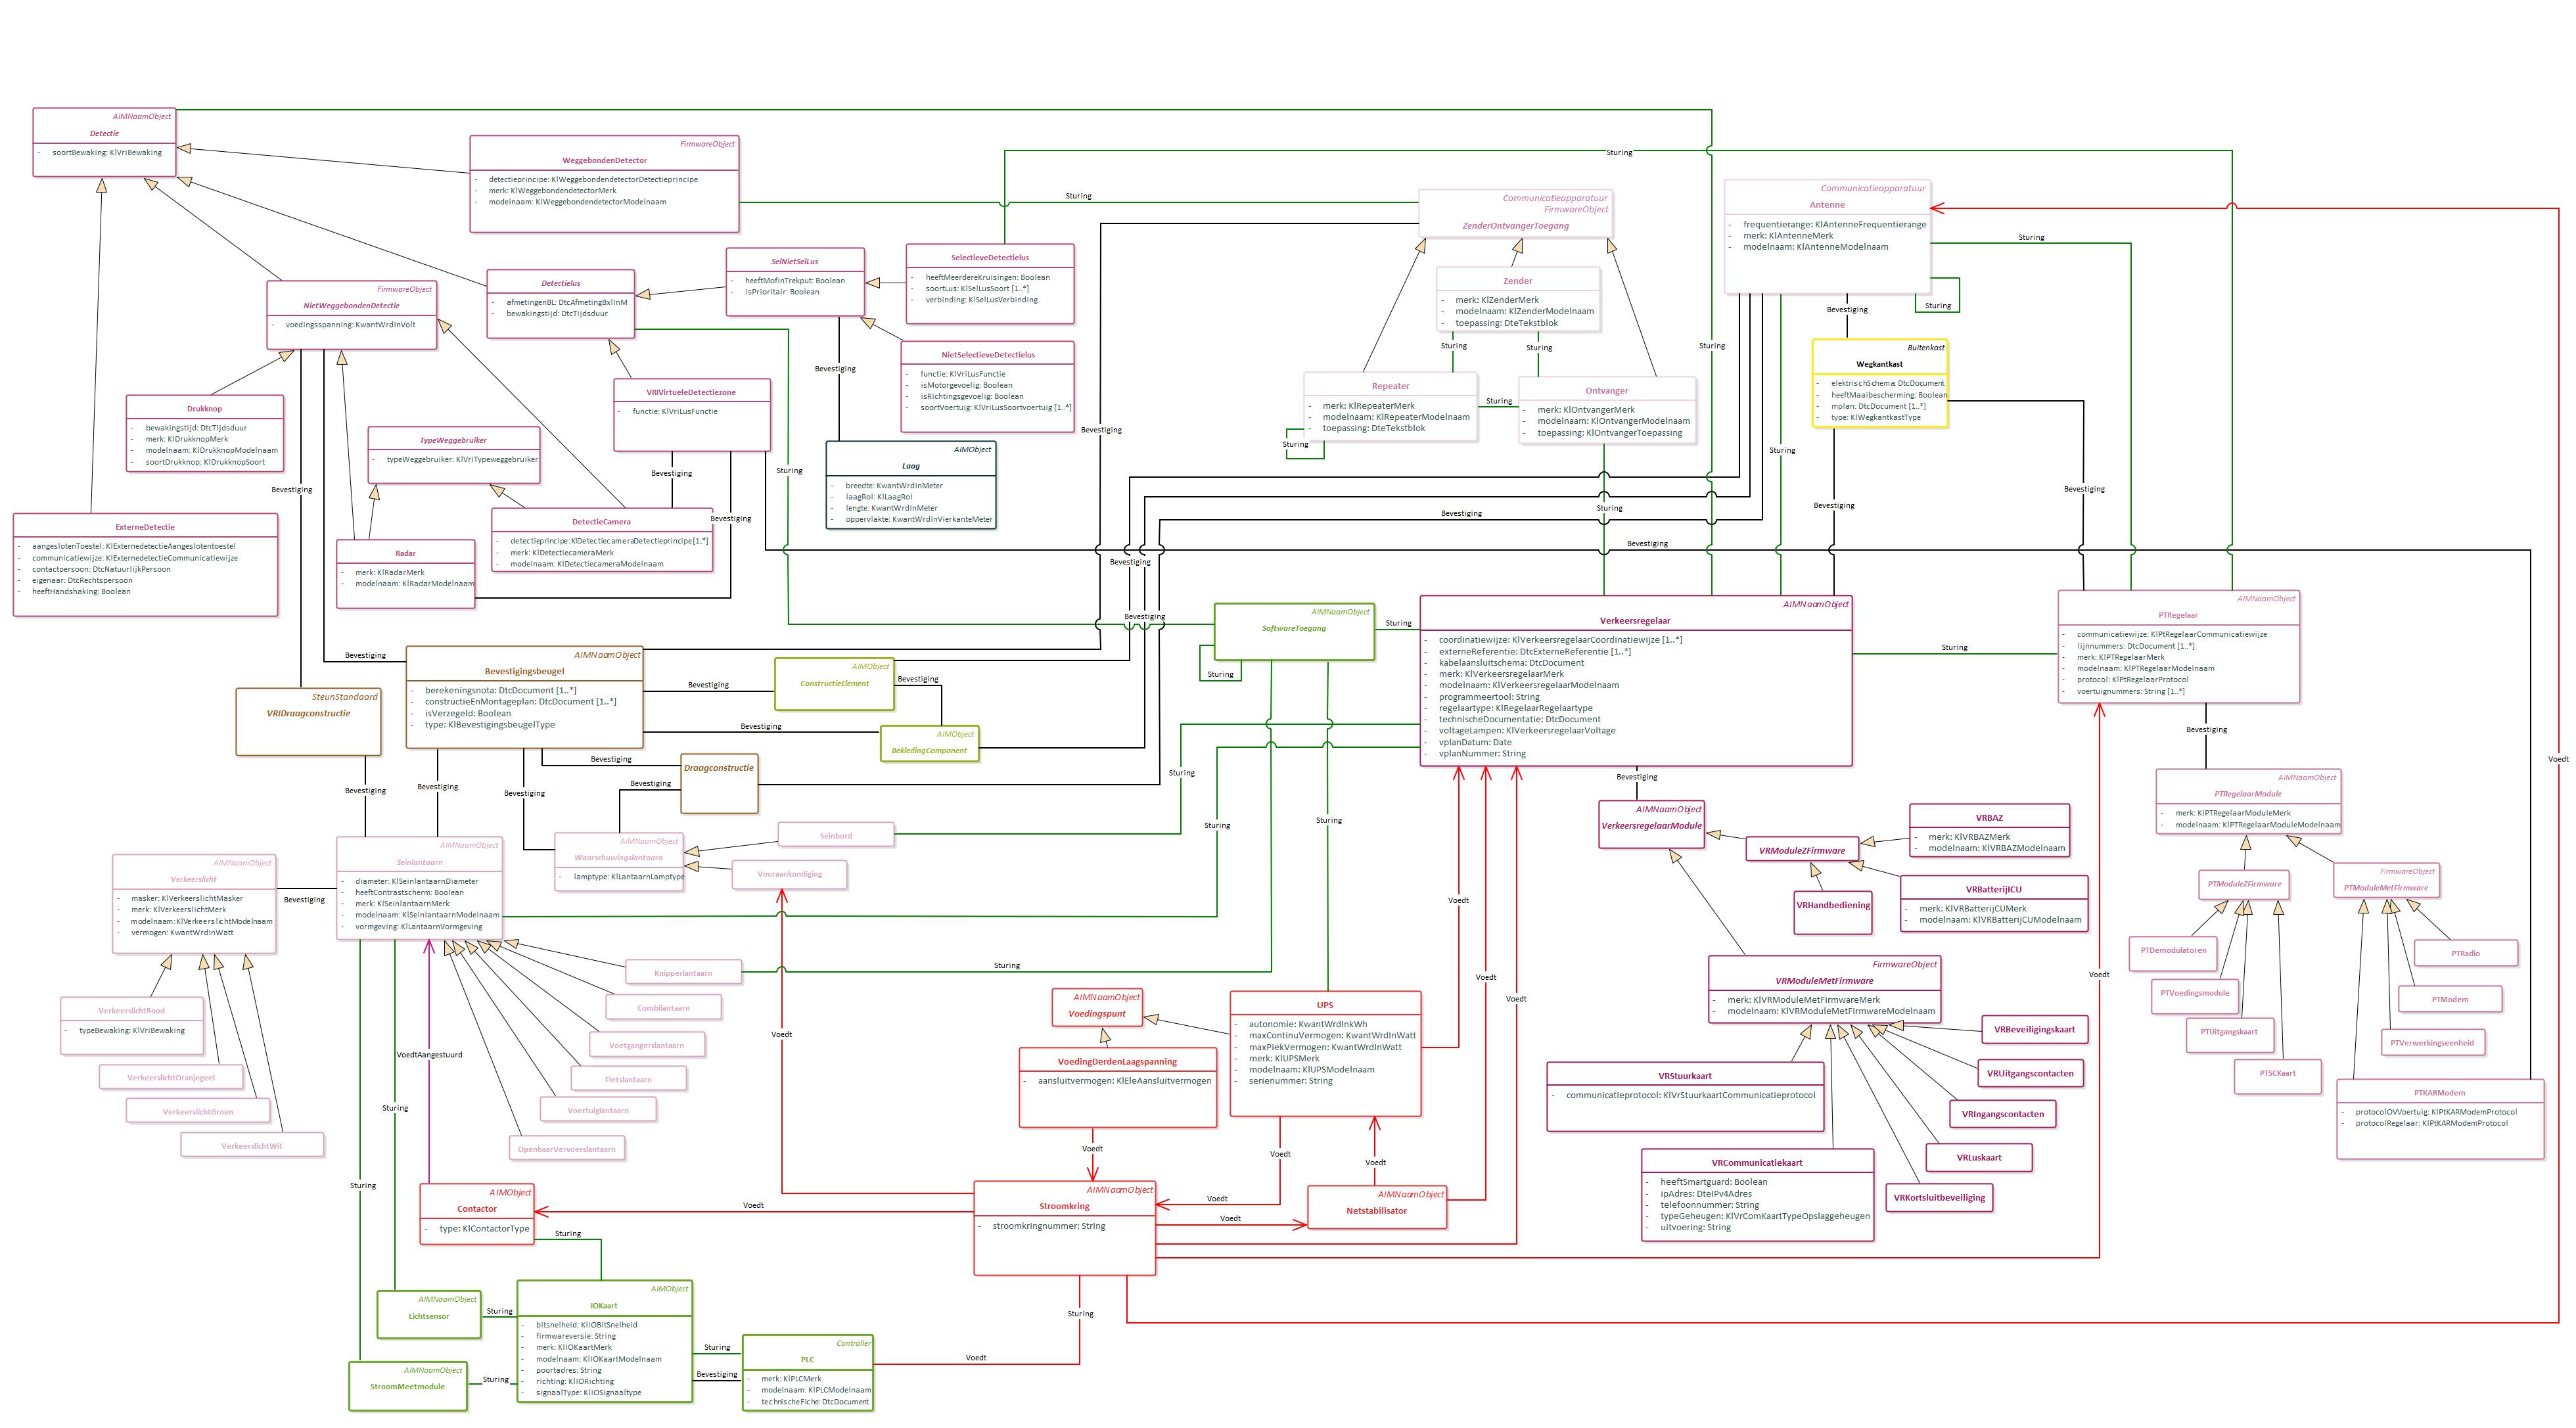 AIMNaamObject
Detectie
- soortBewaking: KlVriBewaking
FirmwareObject
WeggebondenDetector
- detectieprincipe: KlWeggebondendetectorDetectieprincipe
- merk: KlWeggebondendetectorMerk
- modelnaam: KlWeggebondendetectorModelnaam
Sturing
Sturing
Communicatieapparatuur
FirmwareObject
ZenderOntvangerToegang
Communicatieapparatuur
Antenne
- frequentierange: KlAntenneFrequentierange
- merk: KlAntenneMerk
- modelnaam: KlAntenneModelnaam
Sturing
Sturing
Bevestiging
SelNietSelLus
- heeftMofInTrekput: Boolean
- isPrioritair: Boolean
SelectieveDetectielus
- heeftMeerdereKruisingen: Boolean
- soortLus: KlSelLusSoort [1..*]
- verbinding: KlSelLusVerbinding
Detectielus
- afmetingenBL: DtcAfmetingBxlInM
- bewakingstijd: DtcTijdsduur
FirmwareObject
NietWeggebondenDetectie
- voedingsspanning: KwantWrdInVolt
Zender
- merk: KlZenderMerk
- modelnaam: KlZenderModelnaam
- toepassing: DteTekstblok
Sturing
Sturing
Sturing
NietSelectieveDetectielus
- functie: KlVriLusFunctie
- isMotorgevoelig: Boolean
- isRichtingsgevoelig: Boolean
- soortVoertuig: KlVriLusSoortvoertuig [1..*]
Bevestiging
Buitenkast
Wegkantkast
- elektrischSchema: DtcDocument
- heeftMaaibescherming: Boolean
- mplan: DtcDocument [1..*]
- type: KlWegkantkastType
Repeater
- merk: KlRepeaterMerk
- modelnaam: KlRepeaterModelnaam
- toepassing: DteTekstblok
Sturing
Sturing
Ontvanger
- merk: KlOntvangerMerk
- modelnaam: KlOntvangerModelnaam
- toepassing: KlOntvangerToepassing
VRIVirtueleDetectiezone
- functie: KlVriLusFunctie
Drukknop
- bewakingstijd: DtcTijdsduur
- merk: KlDrukknopMerk
- modelnaam: KlDrukknopModelnaam
- soortDrukknop: KlDrukknopSoort
TypeWeggebruiker
- typeWeggebruiker: KlVriTypeweggebruiker
Bevestiging
Sturing
Sturing
AIMObject
Laag
- breedte: KwantWrdInMeter
- laagRol: KlLaagRol
- lengte: KwantWrdInMeter
- oppervlakte: KwantWrdInVierkanteMeter
Bevestiging
Bevestiging
Bevestiging
Bevestiging
Bevestiging
Sturing
Bevestiging
Bevestiging
Bevestiging
Bevestiging
DetectieCamera
- detectieprincipe:KlDetectiecameraDetectieprincipe[1..*]
- merk: KlDetectiecameraMerk
- modelnaam: KlDetectiecameraModelnaam
ExterneDetectie
- aangeslotenToestel: KlExternedetectieAangeslotentoestel
- communicatiewijze: KlExternedetectieCommunicatiewijze
- contactpersoon: DtcNatuurlijkPersoon
- eigenaar: DtcRechtspersoon
- heeftHandshaking: Boolean
Radar
- merk: KlRadarMerk
- modelnaam: KlRadarModelnaam
AIMNaamObject
SoftwareToegang
Sturing
Sturing
AIMNaamObject
Verkeersregelaar
- coordinatiewijze: KlVerkeersregelaarCoordinatiewijze [1..*]
- externeReferentie: DtcExterneReferentie [1..*]
- kabelaansluitschema: DtcDocument
- merk: KlVerkeersregelaarMerk
- modelnaam: KlVerkeersregelaarModelnaam
- programmeertool: String
- regelaartype: KlRegelaarRegelaartype
- technischeDocumentatie: DtcDocument
- voltageLampen: KlVerkeersregelaarVoltage
- vplanDatum: Date
- vplanNummer: String
Sturing
AIMNaamObject
PTRegelaar
- communicatiewijze: KlPtRegelaarCommunicatiewijze
- lijnnummers: DtcDocument [1..*]
- merk: KlPTRegelaarMerk
- modelnaam: KlPTRegelaarModelnaam
- protocol: KlPtRegelaarProtocol
- voertuignummers: String [1..*]
Bevestiging
Bevestiging
AIMNaamObject
Bevestigingsbeugel
- berekeningsnota: DtcDocument [1..*]
- constructieEnMontageplan: DtcDocument [1..*]
- isVerzegeld: Boolean
- type: KlBevestigingsbeugelType
Bevestiging
AIMObject
ConstructieElement
Bevestiging
SteunStandaard
VRIDraagconstructie
Bevestiging
AIMObject
BekledingComponent
Bevestiging
Draagconstructie
Bevestiging
Bevestiging
Bevestiging
Bevestiging
Sturing
Sturing
Sturing
Bevestiging
Voedt
AIMNaamObject
VerkeersregelaarModule
VRModuleZFirmware
VRBAZ
- merk: KlVRBAZMerk
- modelnaam: KlVRBAZModelnaam
AIMNaamObject
PTRegelaarModule
- merk: KlPTRegelaarModuleMerk
- modelnaam: KlPTRegelaarModuleModelnaam
Seinbord
AIMNaamObject
Waarschuwingslantaarn
- lamptype: KlLantaarnLamptype
Vooraankondiging
AIMNaamObject
Seinlantaarn
- diameter: KlSeinlantaarnDiameter
- heeftContrastscherm: Boolean
- merk: KlSeinlantaarnMerk
- modelnaam: KlSeinlantaarnModelnaam
- vormgeving: KlLantaarnVormgeving
AIMNaamObject
Verkeerslicht
- masker: KlVerkeerslichtMasker
- merk: KlVerkeerslichtMerk
- modelnaam:KlVerkeerslichtModelnaam
- vermogen: KwantWrdInWatt
Bevestiging
VRHandbediening
VRBatterijICU
- merk: KlVRBatterijCUMerk
- modelnaam: KlVRBatterijCUModelnaam
PTModuleZFirmware
FirmwareObject
PTModuleMetFirmware
Voedt
Voedt
Voedt
Voedt
PTDemodulatoren
PTRadio
PTVoedingsmodule
PTModem
PTUitgangskaart
PTVerwerkingseenheid
PTSCKaart
PTKARModem
- protocolOVVoertuig: KlPtKARModemProtocol
- protocolRegelaar: KlPtKARModemProtocol
Knipperlantaarn
Sturing
Combilantaarn
Voetgangerslantaarn
Fietslantaarn
Voertuiglantaarn
OpenbaarVervoerslantaarn
VerkeerslichtRood
- typeBewaking: KlVriBewaking
VerkeerslichtOranjegeel
VerkeerslichtGroen
VerkeerslichtWit
VoedtAangestuurd
Sturing
Sturing
Voedt
FirmwareObject
VRModuleMetFirmware
- merk: KlVRModuleMetFirmwareMerk
- modelnaam: KlVRModuleMetFirmwareModelnaam
AIMNaamObject
Voedingspunt
UPS
- autonomie: KwantWrdInkWh
- maxContinuVermogen: KwantWrdInWatt
- maxPiekVermogen: KwantWrdInWatt
- merk: KlUPSMerk
- modelnaam: KlUPSModelnaam
- serienummer: String
VoedingDerdenLaagspanning
- aansluitvermogen: KlEleAansluitvermogen
VRBeveiligingskaart
VRUitgangscontacten
VRIngangscontacten
VRLuskaart
VRKortsluitbeveiliging
VRStuurkaart
- communicatieprotocol: KlVrStuurkaartCommunicatieprotocol
VRCommunicatiekaart
- heeftSmartguard: Boolean
- ipAdres: DteIPv4Adres
- telefoonnummer: String
- typeGeheugen: KlVrComKaartTypeOpslaggeheugen
- uitvoering: String
Voedt
Voedt
Voedt
AIMNaamObject
Stroomkring
- stroomkringnummer: String
Voedt
Voedt
AIMNaamObject
Netstabilisator
AIMObject
Contactor
- type: KlContactorType
Voedt
Sturing
AIMObject
IOKaart
- bitsnelheid: KlIOBitSnelheid
- firmwareversie: String
- merk: KlIOKaartMerk
- modelnaam: KlIOKaartModelnaam
- poortadres: String
- richting: KlIORichting
- signaalType: KlIOSignaaltype
AIMNaamObject
Lichtsensor
Sturing
AIMNaamObject
StroomMeetmodule
Sturing
Sturing
Bevestiging
Controller
PLC
- merk: KlPLCMerk
- modelnaam: KlPLCModelnaam
- technischeFiche: DtcDocument
Voedt
Sturing